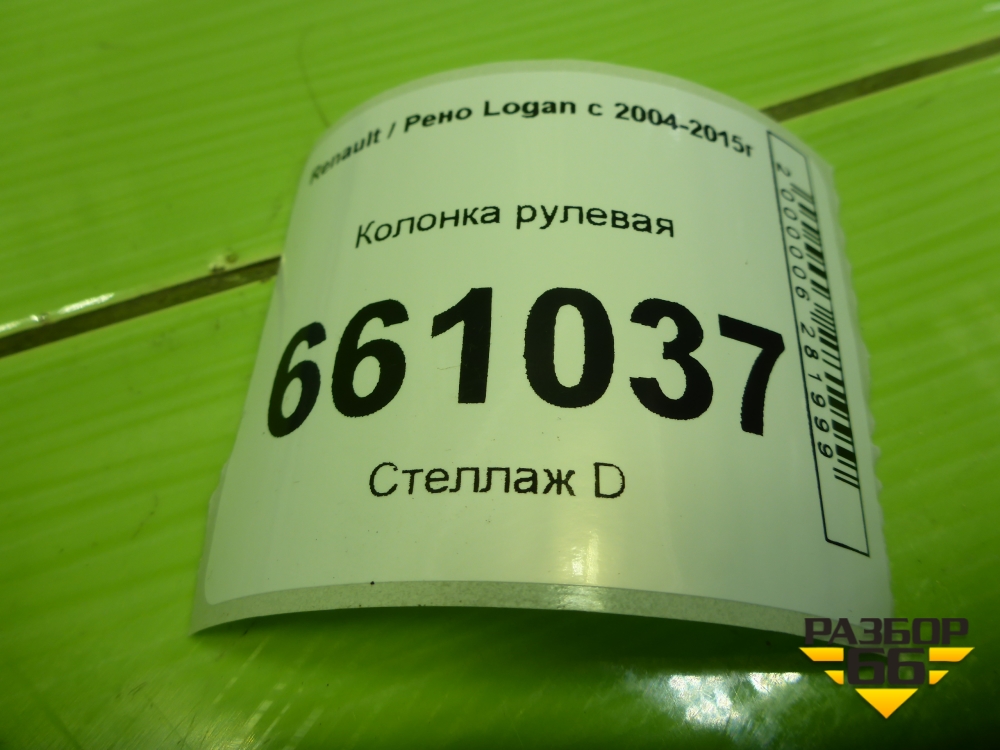 Renault / Рено Logan с 2004-2015г
Колонка рулевая
661037
Стеллаж D
2000006281999
РАЗБОР
66